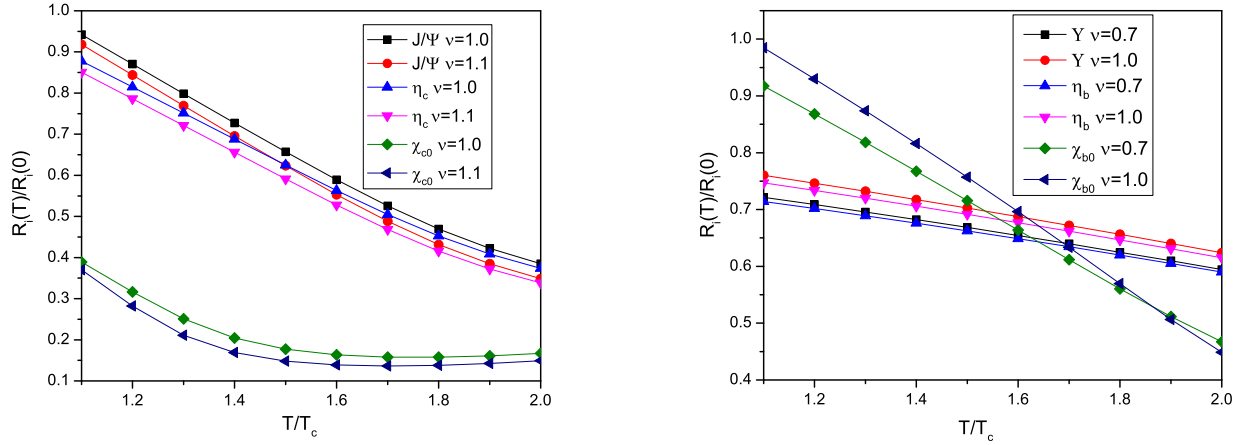 1.0
0.9
0.8
0.7
0.6
0.5
0.4
0.3
0.2
0.1
1.2
1.4
1.6
1.8
2.0
R_i(T)/R_i(0)
T/T_c
J/Ψ ν=1.0
J/Ψ ν=1.1
η_c ν=1.0
η_c ν=1.1
χ_c0 ν=1.0
χ_c0 ν=1.1
1.0
0.9
0.8
0.7
0.6
0.5
0.4
1.2
1.4
1.6
1.8
2.0
R_i(T)/R_i(0)
T/T_c
Υ ν=0.7
Υ ν=1.0
η_b ν=0.7
η_b ν=1.0
χ_b0 ν=0.7
χ_b0 ν=1.0